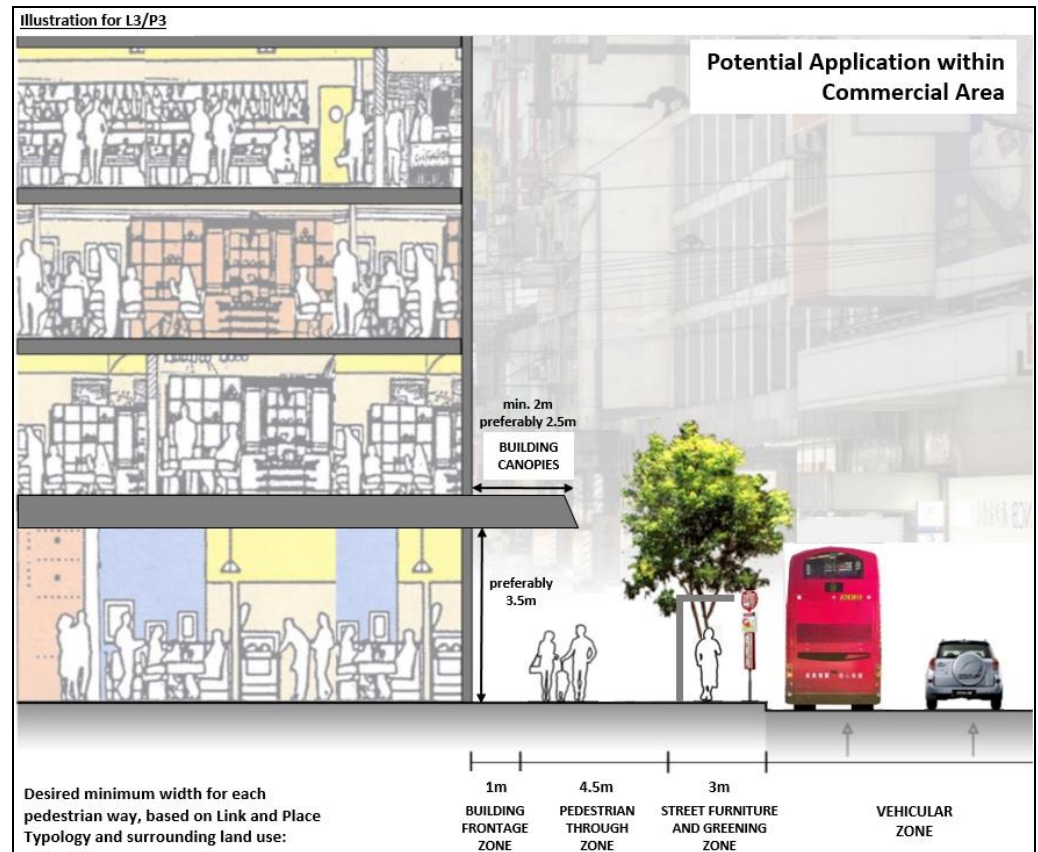 Illustration for L3/P3
Potential Application within
Commercial Area
min. 2m
preferably 2.5m
BUILDING
CANOPIES
preferably
3.5m
Desired minimum width for each
pedestrian way, based on Link and Place
Typology and surrounding land use:
1m
BUILDING
FRONTAGE
ZONE
4.5m
PEDESTRIAN
THROUGH
ZONE
3m
STREET FURNITURE
AND GREENING
ZONE
VEHICULAR
ZONE